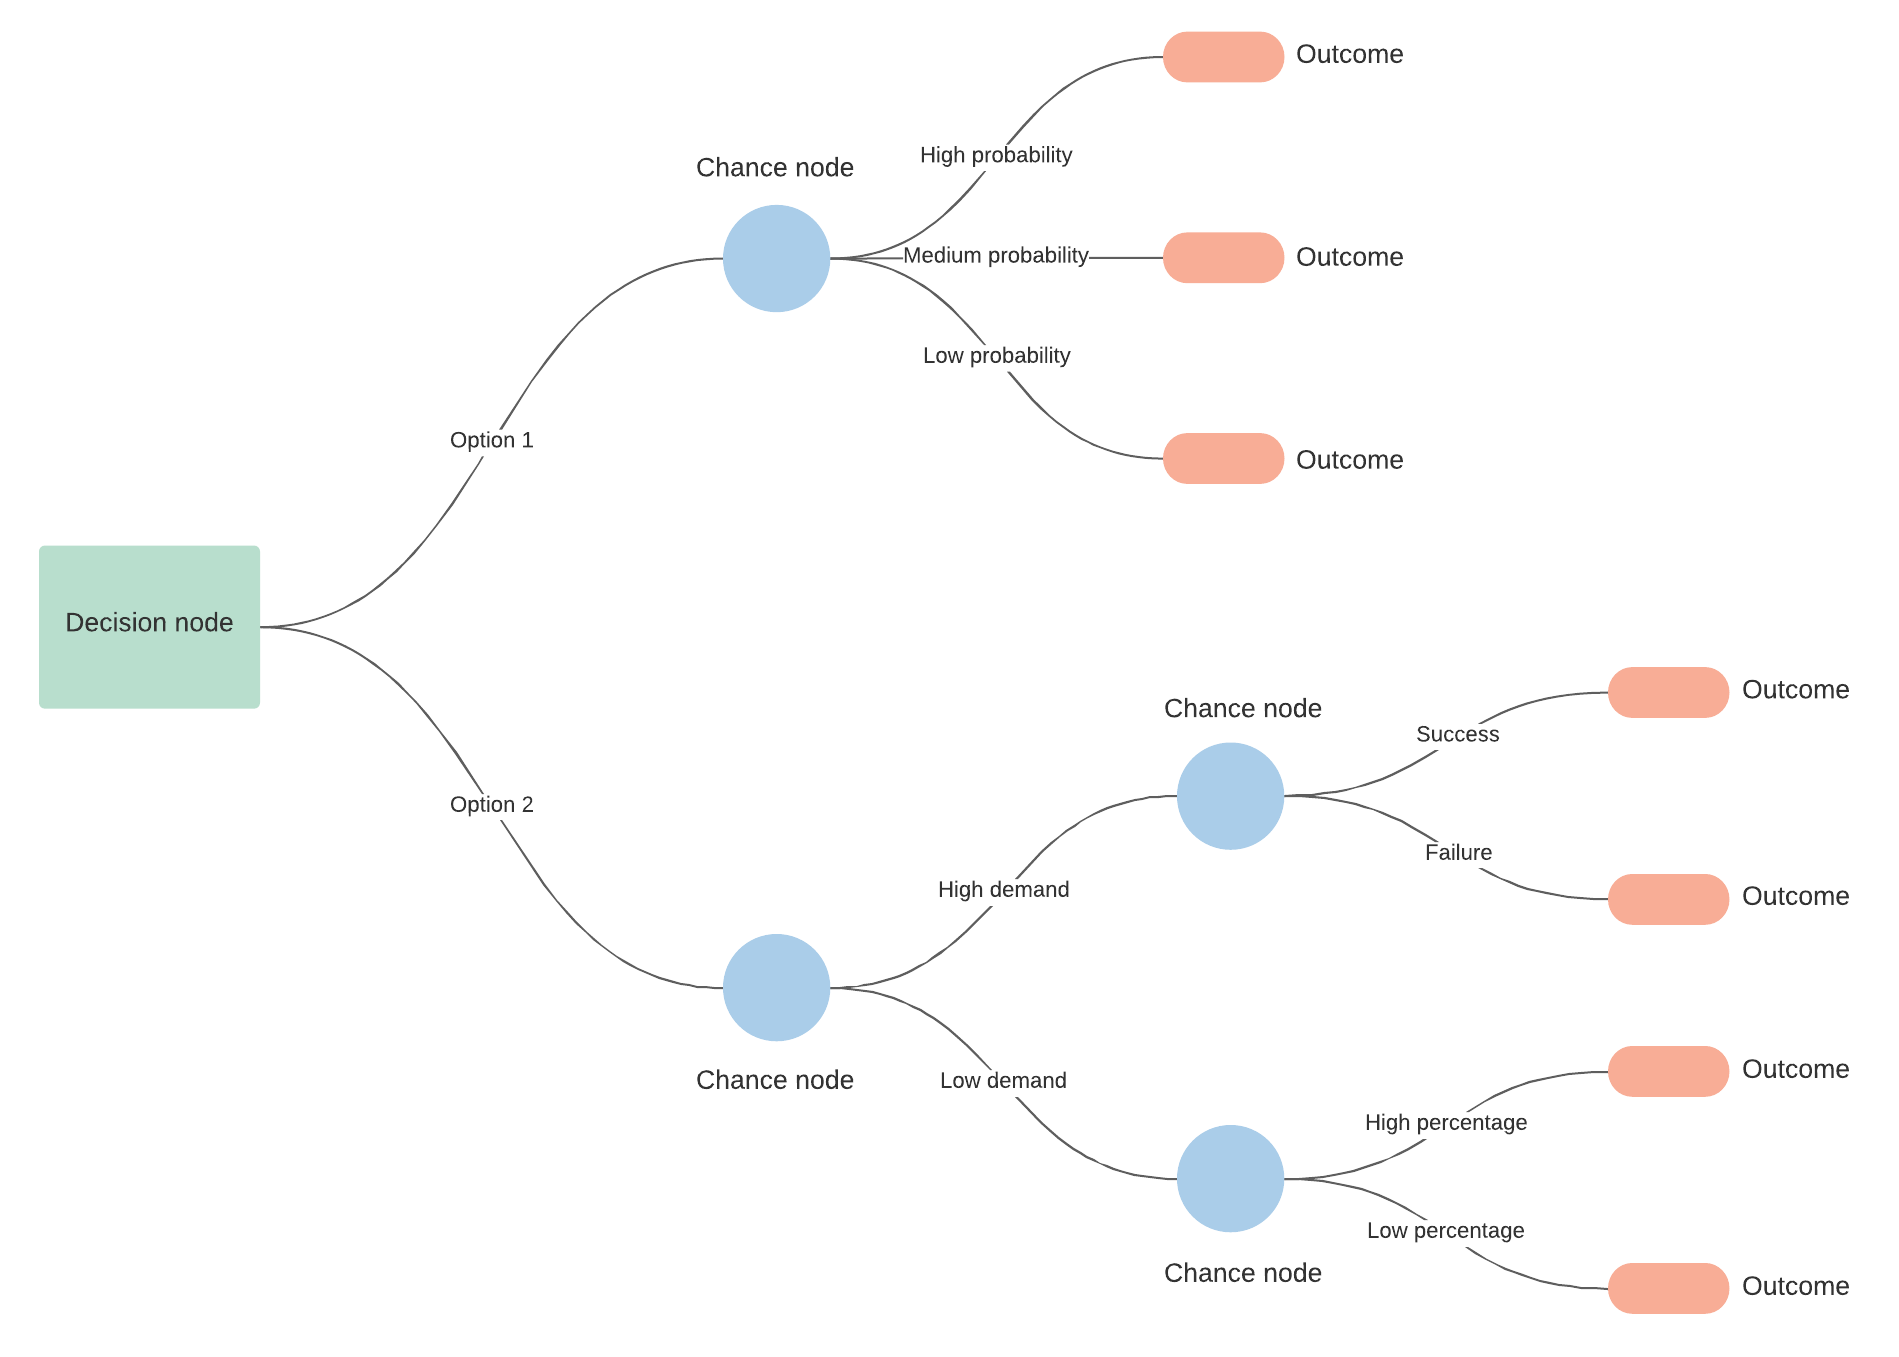 Outcome
High probability
Chance node
Medium probability
Outcome
Low probability
Option 1
Outcome
Decision node
Outcome
Chance node
Success
Option 2
Failure
High demand
Outcome
Chance node
Low demand
Outcome
High percentage
Low percentage
Chance node
Outcome